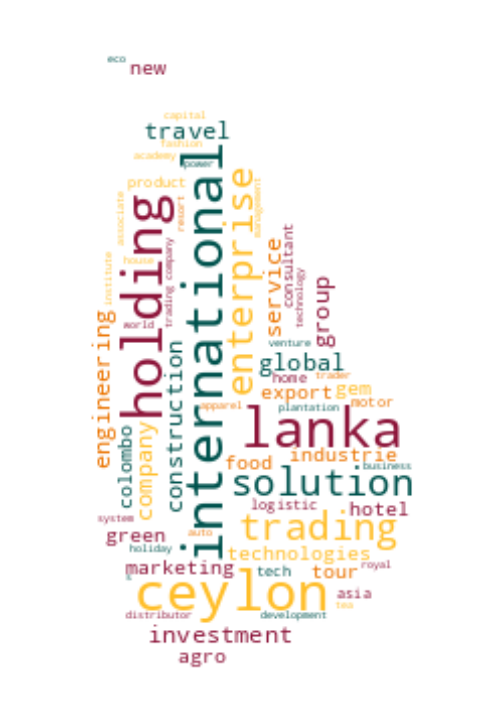 eco
new
capital
travel
fashion
academy
power
product
international
enterprise
management
associate
holding
resort
consultant
service
company
trading
technology
institute
house
world
group
engineering
venture
global
construction
home
trader
export
gem
motor
apparel
plantation
lanka
colombo
company
industrie
food
business
solution
logistic
hotel
system
trading
green
auto
holiday
technologies
marketing
tech
tour
royal
ceylon
asia
tea
distributor
development
investment
agro